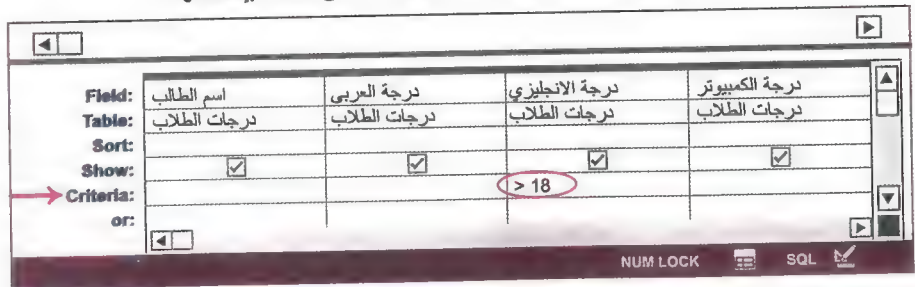 Field: اسم الطالب درجة العربى درجة الانجليزي درجة الكمبيوتر
Table: درجات الطلاب درجات الطلاب درجات الطلاب درجات الطلاب
Sort:
Show:
Criteria: > 18
or:
NUM LOCK SQL